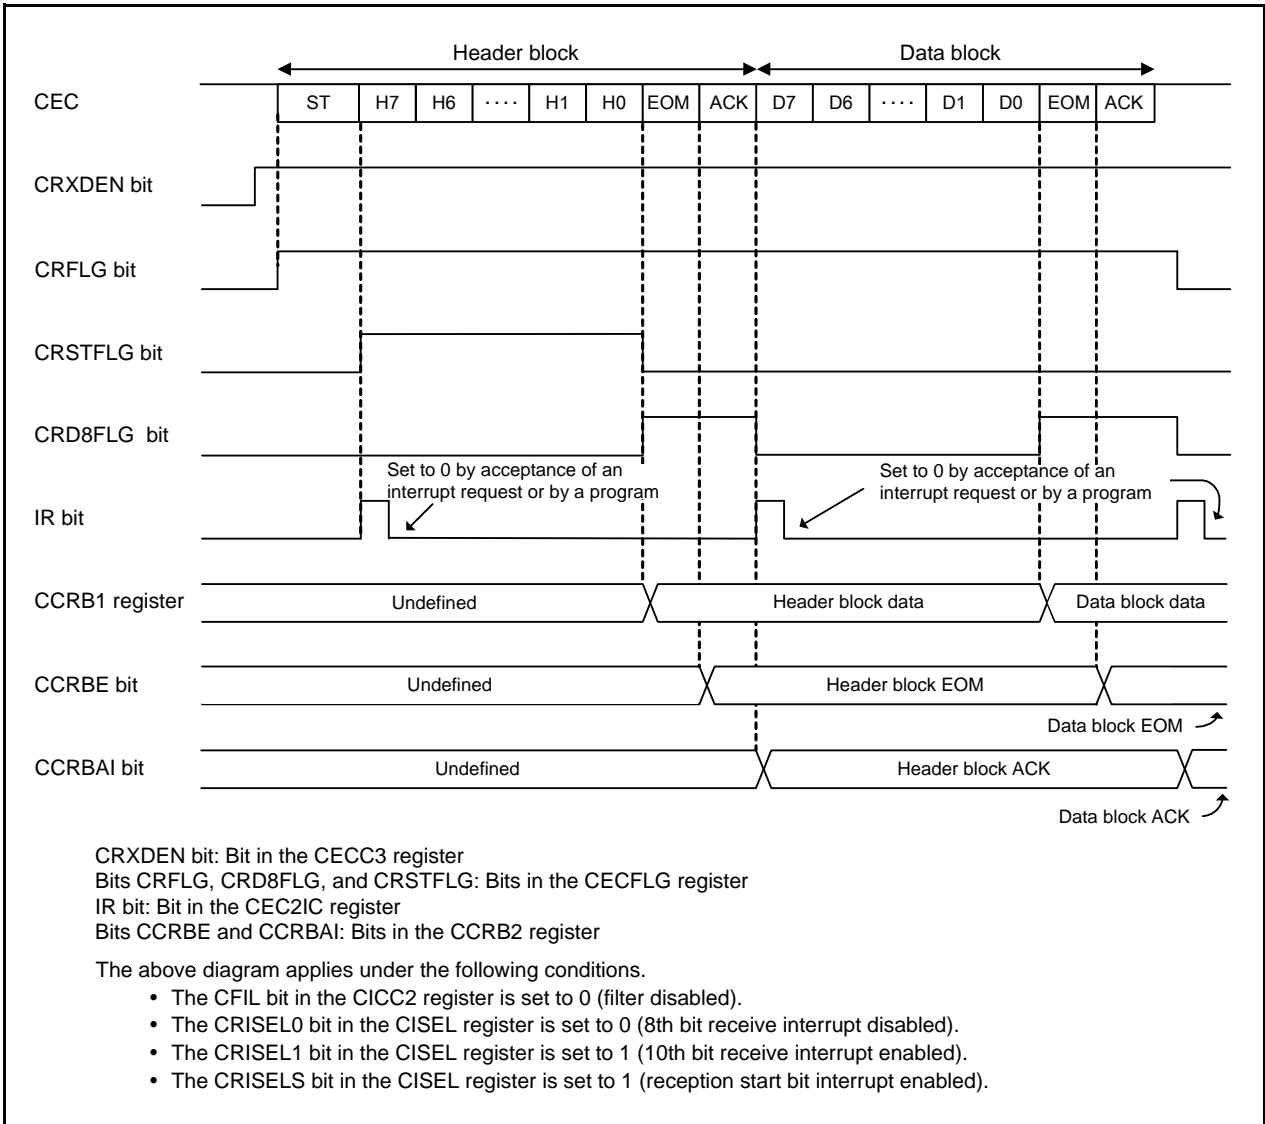 Header block Data block
CEC ST H7 H6 ···· H1 H0 EOM ACK D7 D6 ···· D1 D0 EOM ACK
CRXDEN bit
CRFLG bit
CRSTFLG bit
CRD8FLG bit
Set to 0 by acceptance of an
interrupt request or by a program
Set to 0 by acceptance of an
interrupt request or by a program
IR bit
CCRB1 register Undefined Header block data Data block data
CCRBE bit Undefined Header block EOM
Data block EOM
CCRBAI bit Undefined Header block ACK
Data block ACK
CRXDEN bit: Bit in the CECC3 register
Bits CRFLG, CRD8FLG, and CRSTFLG: Bits in the CECFLG register
IR bit: Bit in the CEC2IC register
Bits CCRBE and CCRBAI: Bits in the CCRB2 register
The above diagram applies under the following conditions.
• The CFIL bit in the CICC2 register is set to 0 (filter disabled).
• The CRISEL0 bit in the CISEL register is set to 0 (8th bit receive interrupt disabled).
• The CRISEL1 bit in the CISEL register is set to 1 (10th bit receive interrupt enabled).
• The CRISELS bit in the CISEL register is set to 1 (reception start bit interrupt enabled).